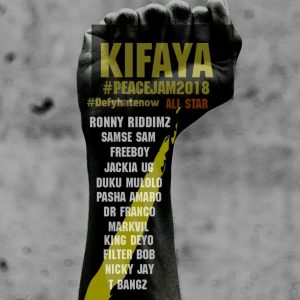 KIFAYA
#PEACEJAM2018
#Defyhatenow ALL STAR
RONNY RIDDIMZ
SAMSE SAM
FREEBOY
JACKIA UG
DUKU MULOLO
PASHA AMARO
DR FRANCO
MARKVIL
KING DEYO
FILTER BOB
NICKY JAY
T BANGZ